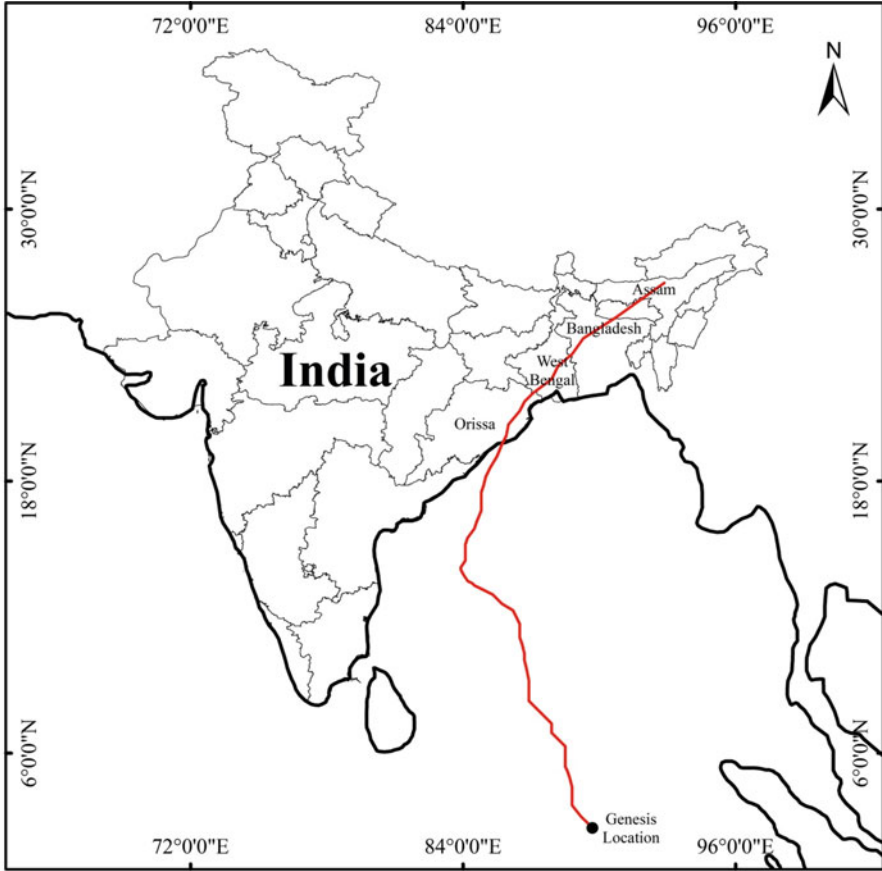 72°0'0"E
84°0'0"E
96°0'0"E
N
30°0'0"N
30°0'0"N
Assam
Bangladesh
West
Bengal
India
Orissa
18°0'0"N
18°0'0"N
6°0'0"N
6°0'0"N
Genesis
Location
72°0'0"E
84°0'0"E
96°0'0"E